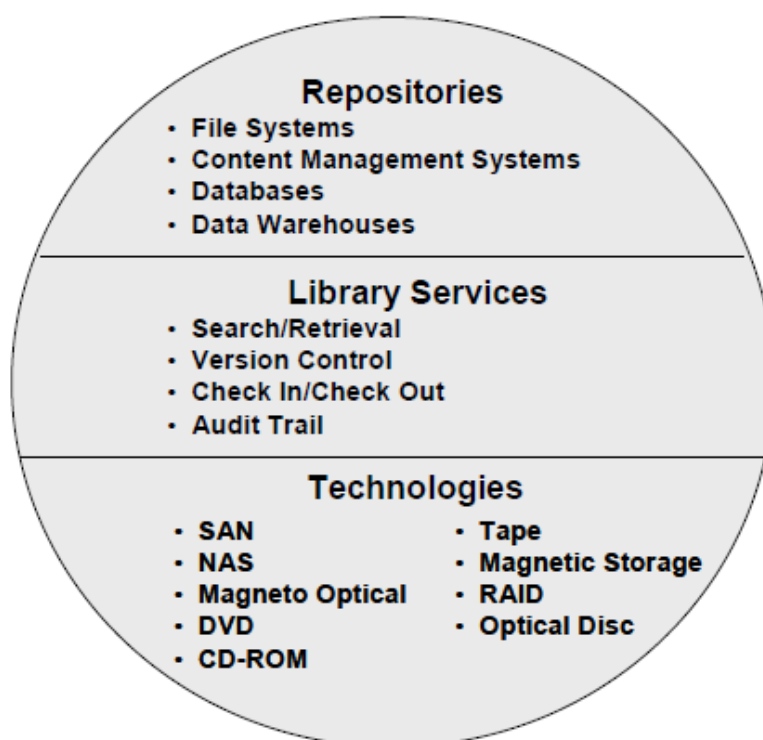 Repositories
• File Systems
• Content Management Systems
• Databases
• Data Warehouses
Library Services
• Search/Retrieval
• Version Control
• Check In/Check Out
• Audit Trail
Technologies
• SAN
• NAS
• Magneto Optical
• DVD
• CD-ROM
• Tape
• Magnetic Storage
• RAID
• Optical Disc